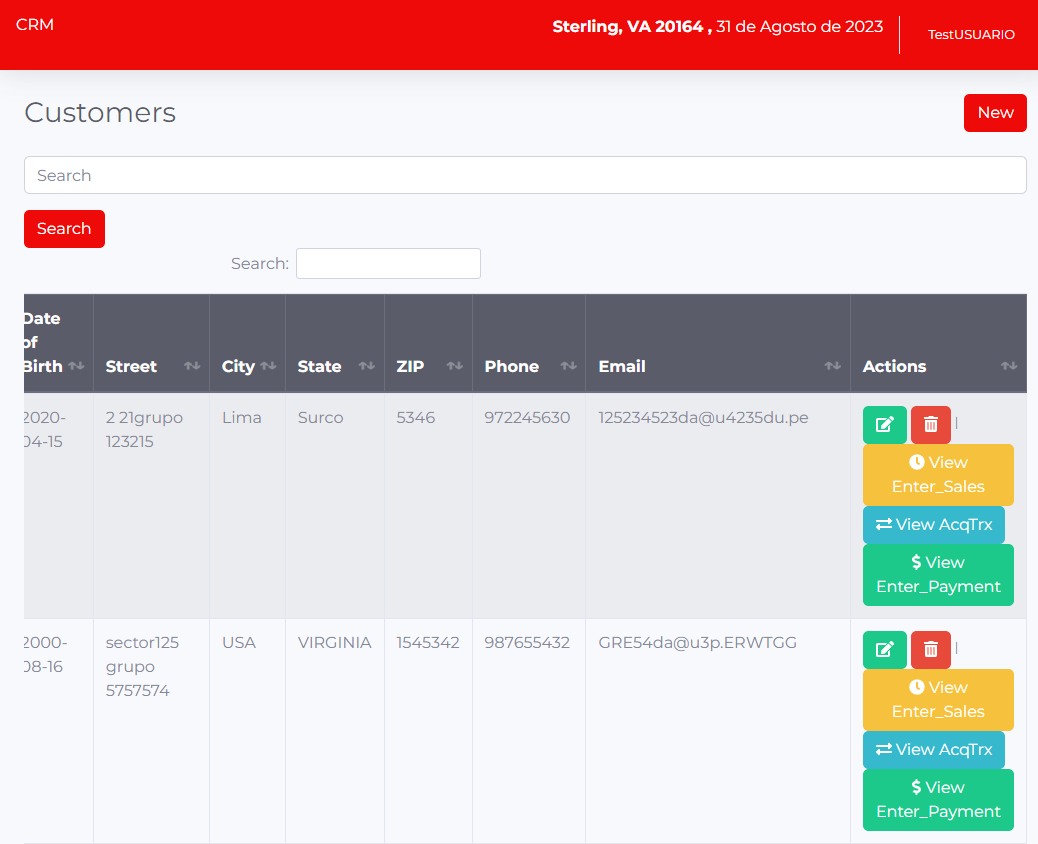 CRM
Sterling, VA 20164 , 31 de Agosto de 2023
TestUSUARIO
Customers
New
Search
Search
Search:
Date
of
Birth
Street
City
State
ZIP
Phone
Email
Actions
2020-
04-15
2 21grupo
123215
Lima
Surco
5346
972245630
125234523da@u4235du.pe
|
View
Enter_Sales
View AcqTrx
$ View
Enter_Payment
2000-
08-16
sector125
grupo
5757574
USA
VIRGINIA
1545342
987655432
GRE54da@u3p.ERWTGG
|
View
Enter_Sales
View AcqTrx
$ View
Enter_Payment